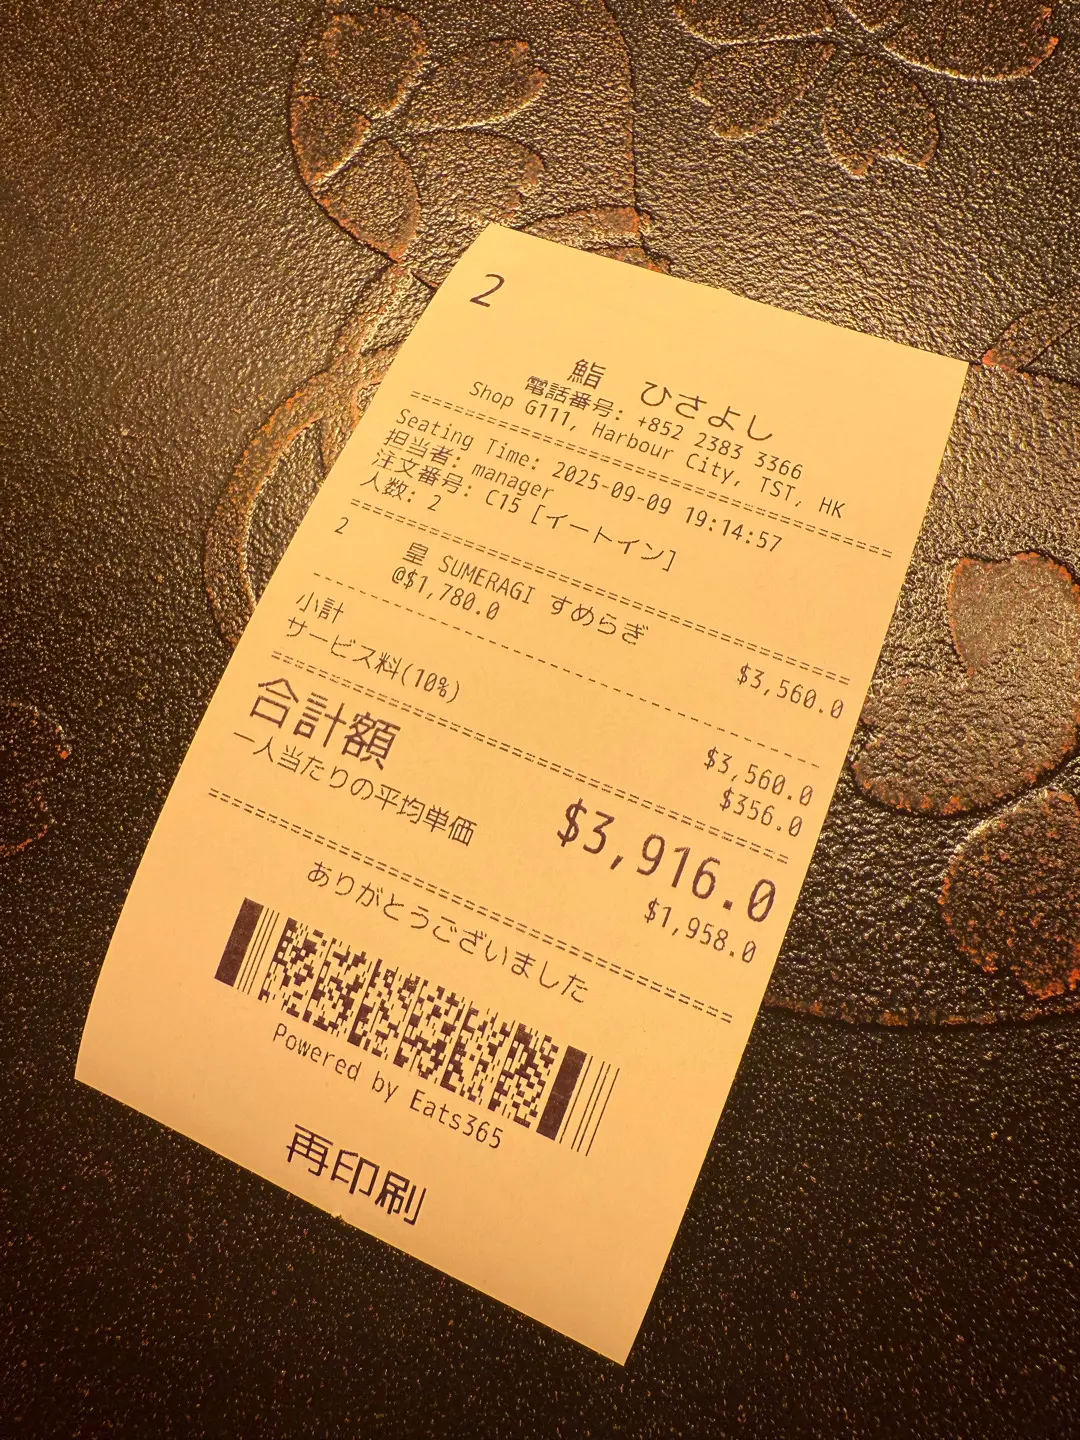 2
鮨 ひさよし
電話番号: +852 2383 3366
Shop G111, Harbour City, TST, HK
Seating Time: 2025-09-09 19:14:57
担当者: manager
注文番号: C15 [イートイン]
人数: 2
2 皇 SUMERAGI すめらぎ $3,560.0
@$1,780.0
小計 $3,560.0
サービス料(10%) $356.0
合計額 $3,916.0
一人当たりの平均単価 $1,958.0
ありがとうございました
Powered by Eats365
再印刷